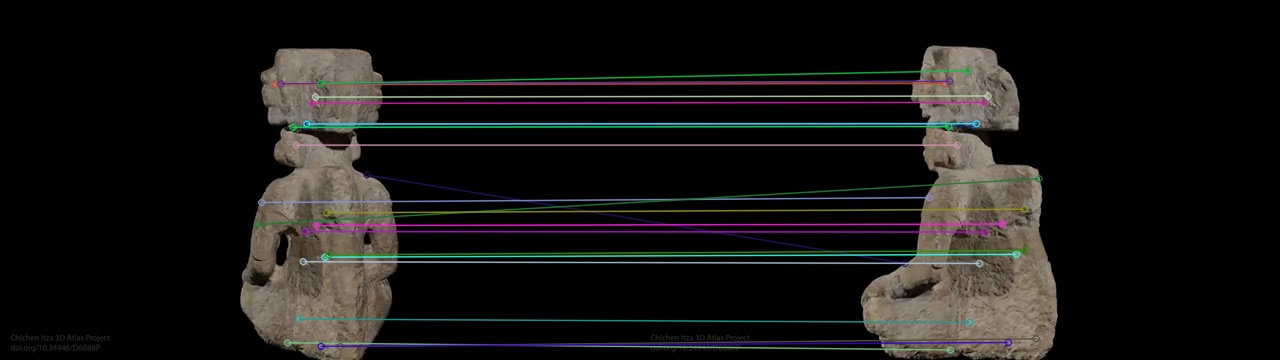 Chichen Itza 3D Atlas Project
doi.org/10.34946/D6888P
Chichen Itza 3D Atlas Project